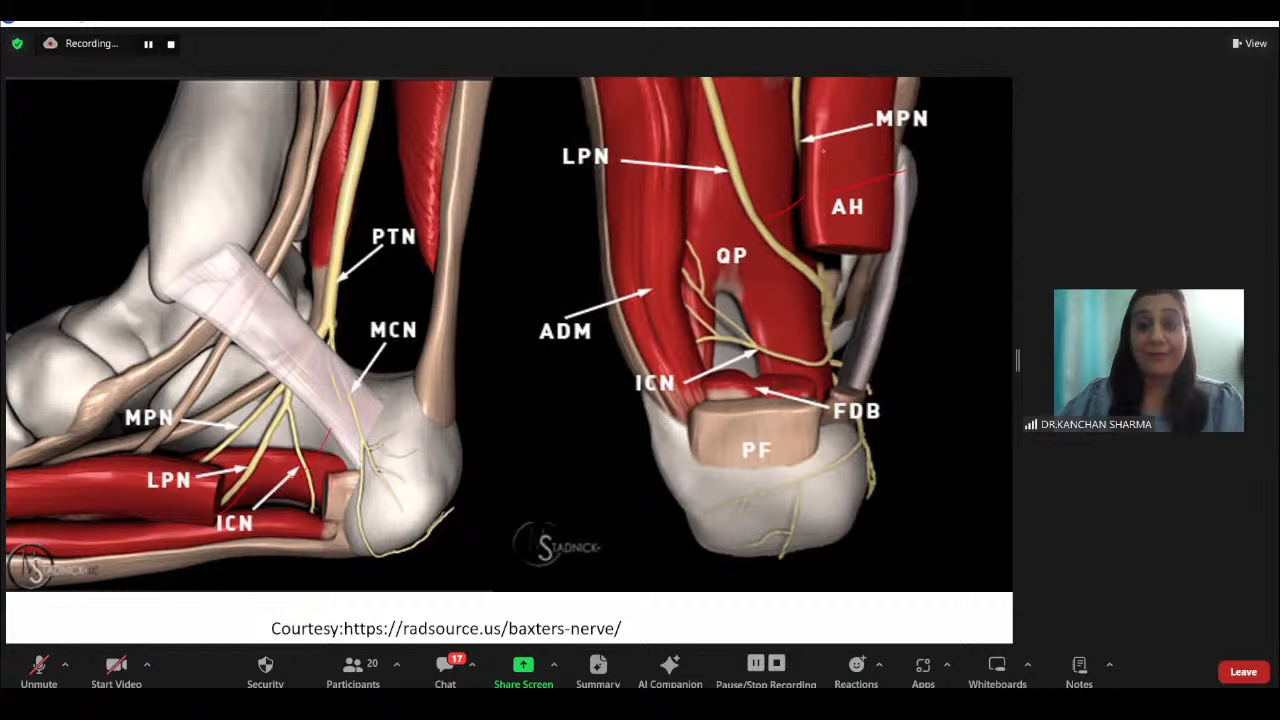 Recording...
View
PTN
MCN
MPN
LPN
ICN
STADNICK
MPN
LPN
AH
QP
ADM
ICN
FDB
PF
STADNICK
DR.KANCHAN SHARMA
Courtesy:https://radsource.us/baxters-nerve/
20
17
Unmute
Start Video
Security
Participants
Chat
Share Screen
Summary
AI Companion
Pause/Stop Recording
Reactions
Apps
Whiteboards
Notes
Leave